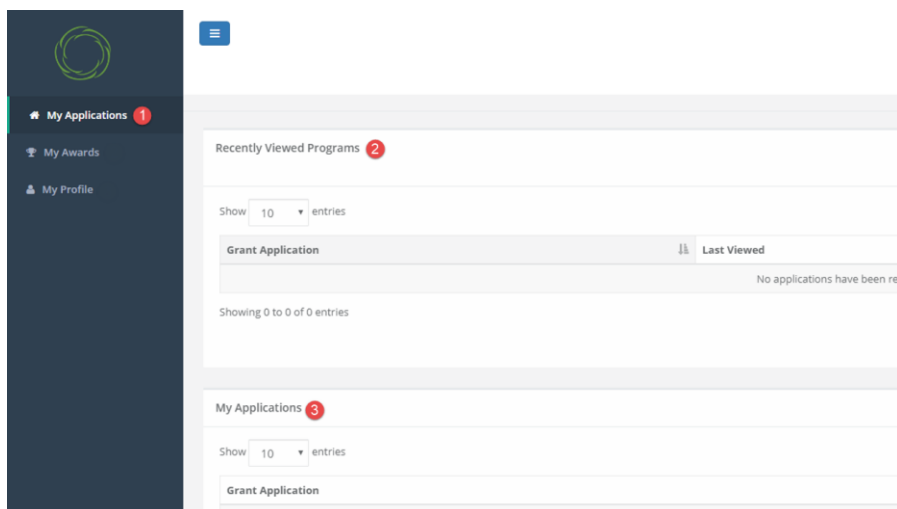 My Applications 1
My Awards
My Profile
Recently Viewed Programs 2
Show 10 entries
Grant Application Last Viewed
No applications have been re
Showing 0 to 0 of 0 entries
My Applications 3
Show 10 entries
Grant Application